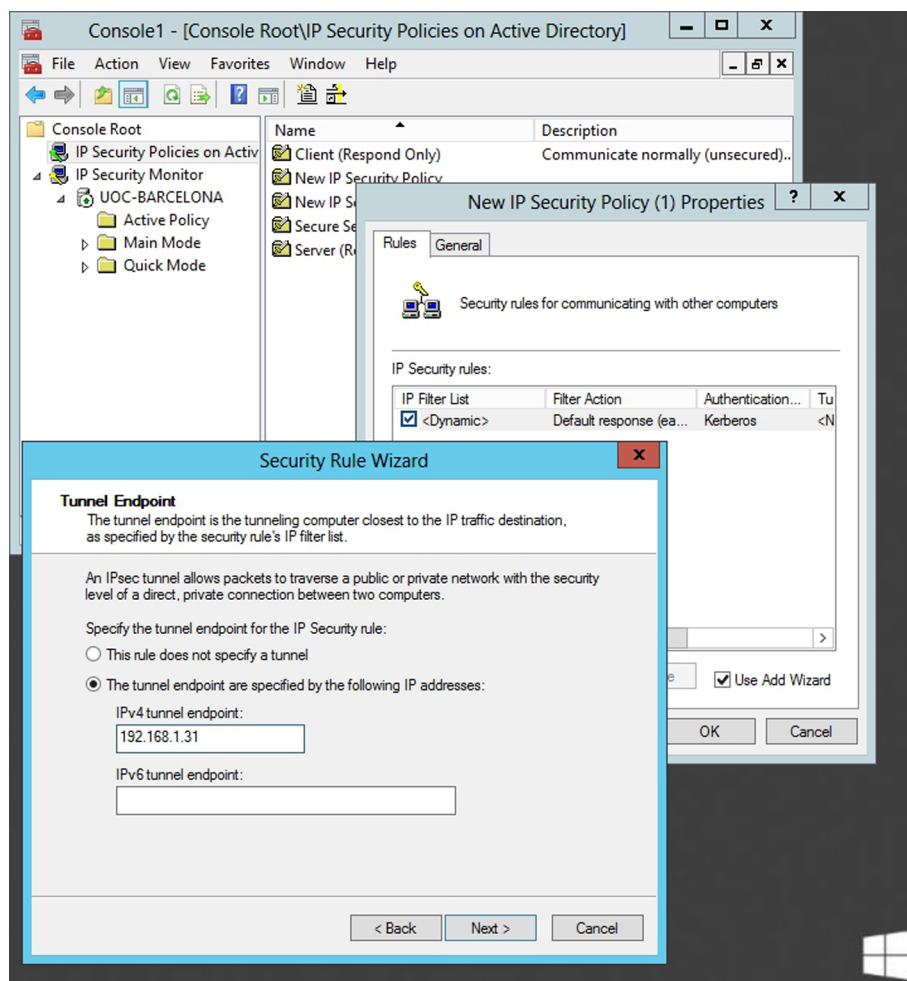 Console1 - [Console Root\IP Security Policies on Active Directory]
File Action View Favorites Window Help
Console Root
IP Security Policies on Activ
IP Security Monitor
UOC-BARCELONA
Active Policy
Main Mode
Quick Mode
Name Description
Client (Respond Only) Communicate normally (unsecured)..
New IP Security Policy
New IP S
Secure Se
Server (Re
New IP Security Policy (1) Properties
Rules General
Security rules for communicating with other computers
IP Security rules:
IP Filter List Filter Action Authentication... Tu
<Dynamic> Default response (ea... Kerberos <N
Use Add Wizard
OK Cancel
Security Rule Wizard
Tunnel Endpoint
The tunnel endpoint is the tunneling computer closest to the IP traffic destination,
as specified by the security rule's IP filter list.
An IPsec tunnel allows packets to traverse a public or private network with the security
level of a direct, private connection between two computers.
Specify the tunnel endpoint for the IP Security rule:
This rule does not specify a tunnel
The tunnel endpoint are specified by the following IP addresses:
IPv4 tunnel endpoint:
192.168.1.31
IPv6 tunnel endpoint:
< Back Next > Cancel